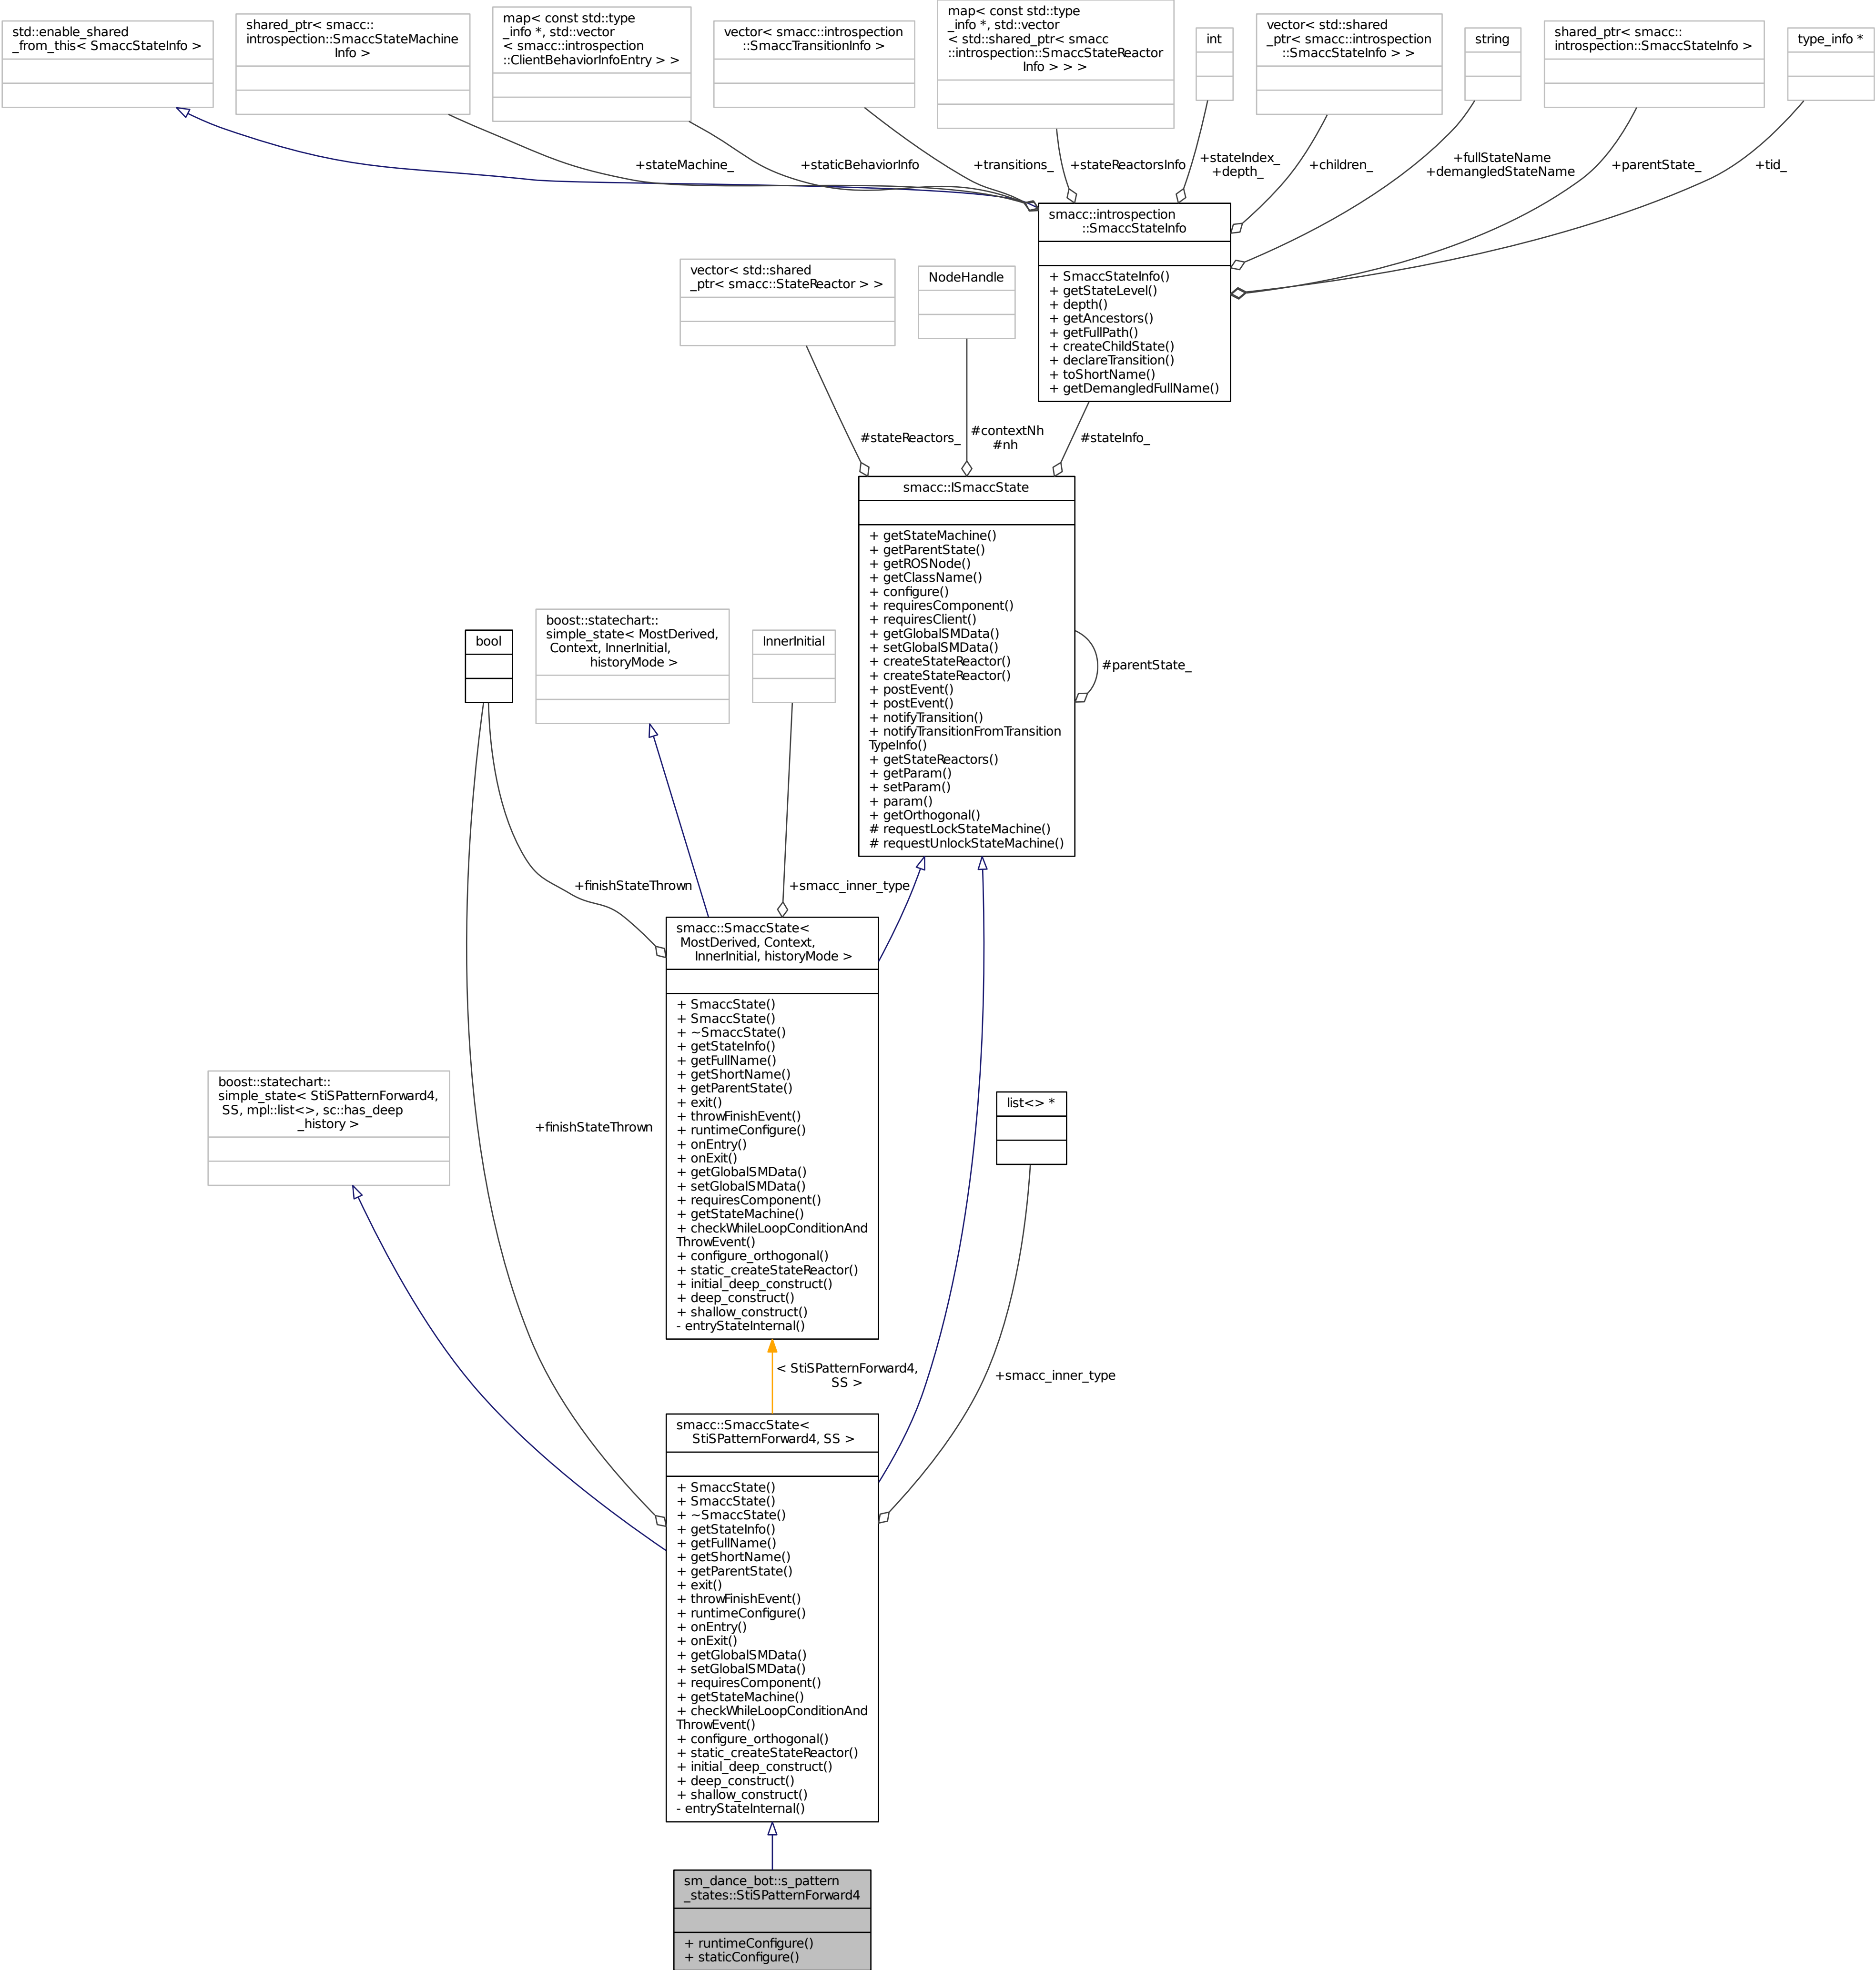 std::enable_shared
_from_this< SmaccStateInfo >
shared_ptr< smacc::
introspection::SmaccStateMachine
Info >
map< const std::type
_info *, std::vector
< smacc::introspection
::ClientBehaviorInfoEntry > >
vector< smacc::introspection
::SmaccTransitionInfo >
map< const std::type
_info *, std::vector
< std::shared_ptr< smacc
::introspection::SmaccStateReactor
Info > > >
int
vector< std::shared
_ptr< smacc::introspection
::SmaccStateInfo > >
string
shared_ptr< smacc::
introspection::SmaccStateInfo >
type_info *
+stateMachine_
+staticBehaviorInfo
+transitions_
+stateReactorsInfo
+stateIndex_
+depth_
+children_
+fullStateName
+demangledStateName
+parentState_
+tid_
smacc::introspection
::SmaccStateInfo
+ SmaccStateInfo()
+ getStateLevel()
+ depth()
+ getAncestors()
+ getFullPath()
+ createChildState()
+ declareTransition()
+ toShortName()
+ getDemangledFullName()
vector< std::shared
_ptr< smacc::StateReactor > >
NodeHandle
#stateReactors_
#contextNh
#nh
#stateInfo_
smacc::ISmaccState
+ getStateMachine()
+ getParentState()
+ getROSNode()
+ getClassName()
+ configure()
+ requiresComponent()
+ requiresClient()
+ getGlobalSMData()
+ setGlobalSMData()
+ createStateReactor()
+ createStateReactor()
+ postEvent()
+ postEvent()
+ notifyTransition()
+ notifyTransitionFromTransition
TypeInfo()
+ getStateReactors()
+ getParam()
+ setParam()
+ param()
+ getOrthogonal()
# requestLockStateMachine()
# requestUnlockStateMachine()
#parentState_
bool
boost::statechart::
simple_state< MostDerived,
Context, InnerInitial,
historyMode >
InnerInitial
+finishStateThrown
+smacc_inner_type
smacc::SmaccState<
MostDerived, Context,
InnerInitial, historyMode >
+ SmaccState()
+ SmaccState()
+ ~SmaccState()
+ getStateInfo()
+ getFullName()
+ getShortName()
+ getParentState()
+ exit()
+ throwFinishEvent()
+ runtimeConfigure()
+ onEntry()
+ onExit()
+ getGlobalSMData()
+ setGlobalSMData()
+ requiresComponent()
+ getStateMachine()
+ checkWhileLoopConditionAnd
ThrowEvent()
+ configure_orthogonal()
+ static_createStateReactor()
+ initial_deep_construct()
+ deep_construct()
+ shallow_construct()
- entryStateInternal()
boost::statechart::
simple_state< StiSPatternForward4,
SS, mpl::list<>, sc::has_deep
_history >
+finishStateThrown
list<> *
< StiSPatternForward4,
SS >
+smacc_inner_type
smacc::SmaccState<
StiSPatternForward4, SS >
+ SmaccState()
+ SmaccState()
+ ~SmaccState()
+ getStateInfo()
+ getFullName()
+ getShortName()
+ getParentState()
+ exit()
+ throwFinishEvent()
+ runtimeConfigure()
+ onEntry()
+ onExit()
+ getGlobalSMData()
+ setGlobalSMData()
+ requiresComponent()
+ getStateMachine()
+ checkWhileLoopConditionAnd
ThrowEvent()
+ configure_orthogonal()
+ static_createStateReactor()
+ initial_deep_construct()
+ deep_construct()
+ shallow_construct()
- entryStateInternal()
sm_dance_bot::s_pattern
_states::StiSPatternForward4
+ runtimeConfigure()
+ staticConfigure()